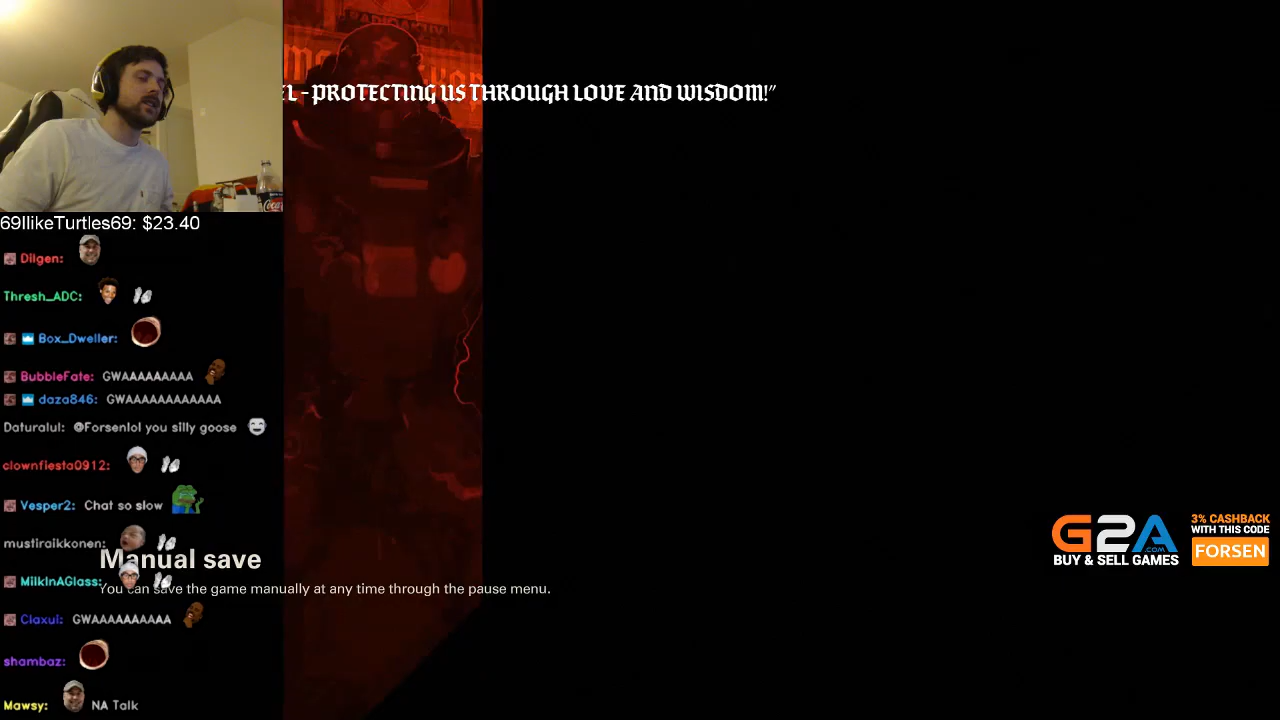 L - PROTECTING US THROUGH LOVE AND WISDOM!”
69IlikeTurtles69: $23.40
Dilgen:
Thresh_ADC:
Box_Dweller:
BubbleFate: GWAAAAAAAAA
daza846: GWAAAAAAAAAAAA
Daturalul: @Forsenlol you silly goose
clownfiesta0912:
Vesper2: Chat so slow
mustiraikkonen:
Manual save
MilkInAGlass:
You can save the game manually at any time through the pause menu.
Claxul: GWAAAAAAAAAA
shambaz:
Mawsy: NA Talk
G2A
.COM
BUY & SELL GAMES
3% CASHBACK
WITH THIS CODE
FORSEN